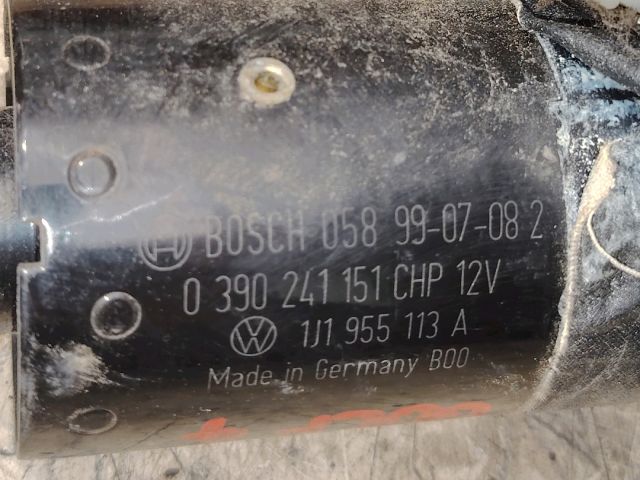 BOSCH 058 99-07-08 2
0 390 241 151 CHP 12V
1J1 955 113 A
Made in Germany B00